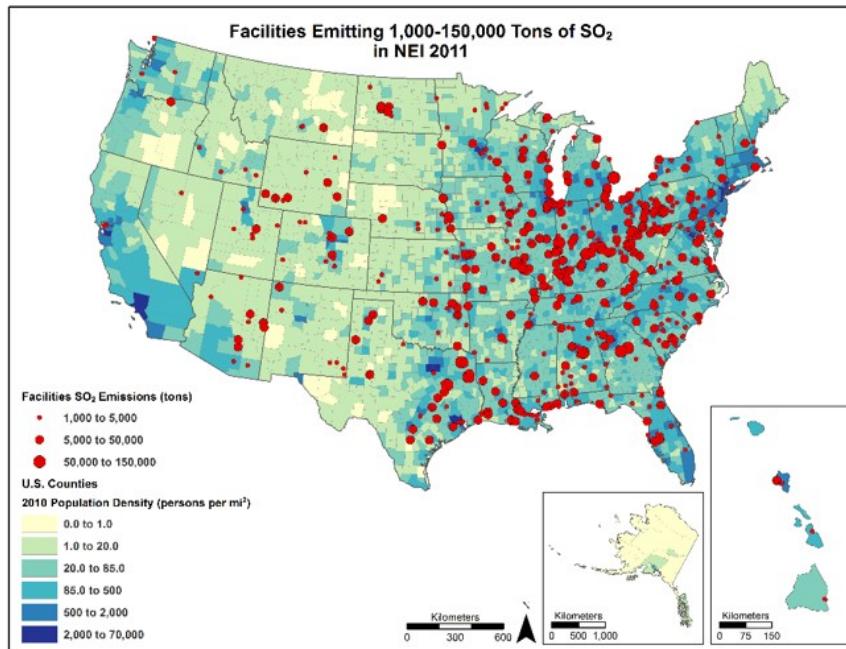 Facilities Emitting 1,000-150,000 Tons of SO₂
in NEI 2011
Facilities SO₂ Emissions (tons)
1,000 to 5,000
5,000 to 50,000
50,000 to 150,000
U.S. Counties
2010 Population Density (persons per mi²)
0.0 to 1.0
1.0 to 20.0
20.0 to 85.0
85.0 to 500
500 to 2,000
2,000 to 70,000
Kilometers
0 300 600
Kilometers
0 500 1,000
Kilometers
0 75 150